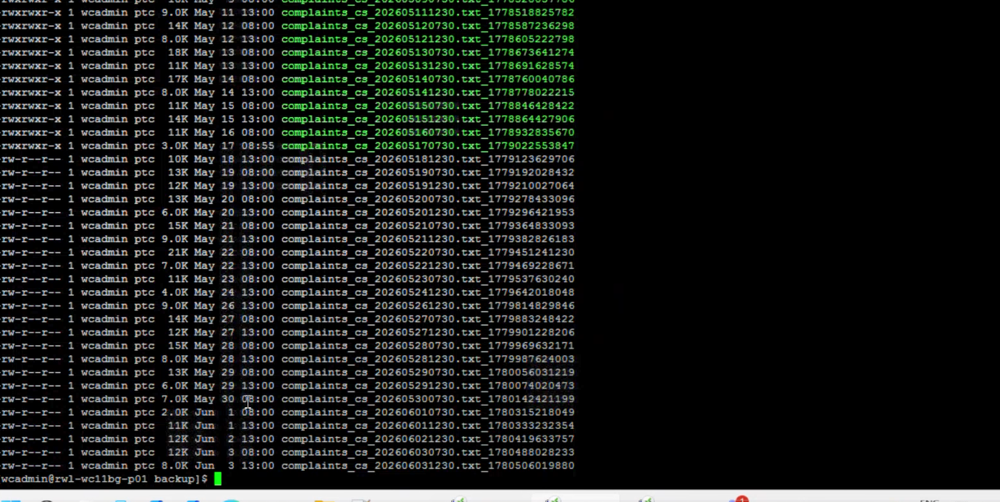 -rwxrwxr-x 1 wcadmin ptc 9.0K May 11 13:00 complaints_cs_202605111230.txt_1778518825782
-rwxrwxr-x 1 wcadmin ptc 14K May 12 08:00 complaints_cs_202605120730.txt_1778587236298
-rwxrwxr-x 1 wcadmin ptc 8.0K May 12 13:00 complaints_cs_202605121230.txt_1778605222798
-rwxrwxr-x 1 wcadmin ptc 18K May 13 08:00 complaints_cs_202605130730.txt_1778673641274
-rwxrwxr-x 1 wcadmin ptc 11K May 13 13:00 complaints_cs_202605131230.txt_1778691628574
-rwxrwxr-x 1 wcadmin ptc 17K May 14 08:00 complaints_cs_202605140730.txt_1778760040786
-rwxrwxr-x 1 wcadmin ptc 8.0K May 14 13:00 complaints_cs_202605141230.txt_1778778022215
-rwxrwxr-x 1 wcadmin ptc 11K May 15 08:00 complaints_cs_202605150730.txt_1778846428422
-rwxrwxr-x 1 wcadmin ptc 14K May 15 13:00 complaints_cs_202605151230.txt_1778864427906
-rwxrwxr-x 1 wcadmin ptc 11K May 16 08:00 complaints_cs_202605160730.txt_1778932835670
-rwxrwxr-x 1 wcadmin ptc 3.0K May 17 08:55 complaints_cs_202605170730.txt_1779022553847
-rw-r--r-- 1 wcadmin ptc 10K May 18 13:00 complaints_cs_202605181230.txt_1779123629706
-rw-r--r-- 1 wcadmin ptc 13K May 19 08:00 complaints_cs_202605190730.txt_1779192028432
-rw-r--r-- 1 wcadmin ptc 12K May 19 13:00 complaints_cs_202605191230.txt_1779210027064
-rw-r--r-- 1 wcadmin ptc 13K May 20 08:00 complaints_cs_202605200730.txt_1779278433096
-rw-r--r-- 1 wcadmin ptc 6.0K May 20 13:00 complaints_cs_202605201230.txt_1779296421953
-rw-r--r-- 1 wcadmin ptc 15K May 21 08:00 complaints_cs_202605210730.txt_1779364833093
-rw-r--r-- 1 wcadmin ptc 9.0K May 21 13:00 complaints_cs_202605211230.txt_1779382826183
-rw-r--r-- 1 wcadmin ptc 21K May 22 08:00 complaints_cs_202605220730.txt_1779451241230
-rw-r--r-- 1 wcadmin ptc 7.0K May 22 13:00 complaints_cs_202605221230.txt_1779469228671
-rw-r--r-- 1 wcadmin ptc 11K May 23 08:00 complaints_cs_202605230730.txt_1779537630240
-rw-r--r-- 1 wcadmin ptc 4.0K May 24 13:00 complaints_cs_202605241230.txt_1779642018048
-rw-r--r-- 1 wcadmin ptc 9.0K May 26 13:00 complaints_cs_202605261230.txt_1779814829846
-rw-r--r-- 1 wcadmin ptc 14K May 27 08:00 complaints_cs_202605270730.txt_1779883248422
-rw-r--r-- 1 wcadmin ptc 12K May 27 13:00 complaints_cs_202605271230.txt_1779901228206
-rw-r--r-- 1 wcadmin ptc 15K May 28 08:00 complaints_cs_202605280730.txt_1779969632171
-rw-r--r-- 1 wcadmin ptc 8.0K May 28 13:00 complaints_cs_202605281230.txt_1779987624003
-rw-r--r-- 1 wcadmin ptc 13K May 29 08:00 complaints_cs_202605290730.txt_1780056031219
-rw-r--r-- 1 wcadmin ptc 6.0K May 29 13:00 complaints_cs_202605291230.txt_1780074020473
-rw-r--r-- 1 wcadmin ptc 7.0K May 30 08:00 complaints_cs_202605300730.txt_1780142421199
-rw-r--r-- 1 wcadmin ptc 2.0K Jun 1 08:00 complaints_cs_202606010730.txt_1780315218049
-rw-r--r-- 1 wcadmin ptc 11K Jun 1 13:00 complaints_cs_202606011230.txt_1780333232354
-rw-r--r-- 1 wcadmin ptc 12K Jun 2 13:00 complaints_cs_202606021230.txt_1780419633757
-rw-r--r-- 1 wcadmin ptc 12K Jun 3 08:00 complaints_cs_202606030730.txt_1780488028233
-rw-r--r-- 1 wcadmin ptc 8.0K Jun 3 13:00 complaints_cs_202606031230.txt_1780506019880
[wcadmin@rwl-wc11bg-p01 backup]$